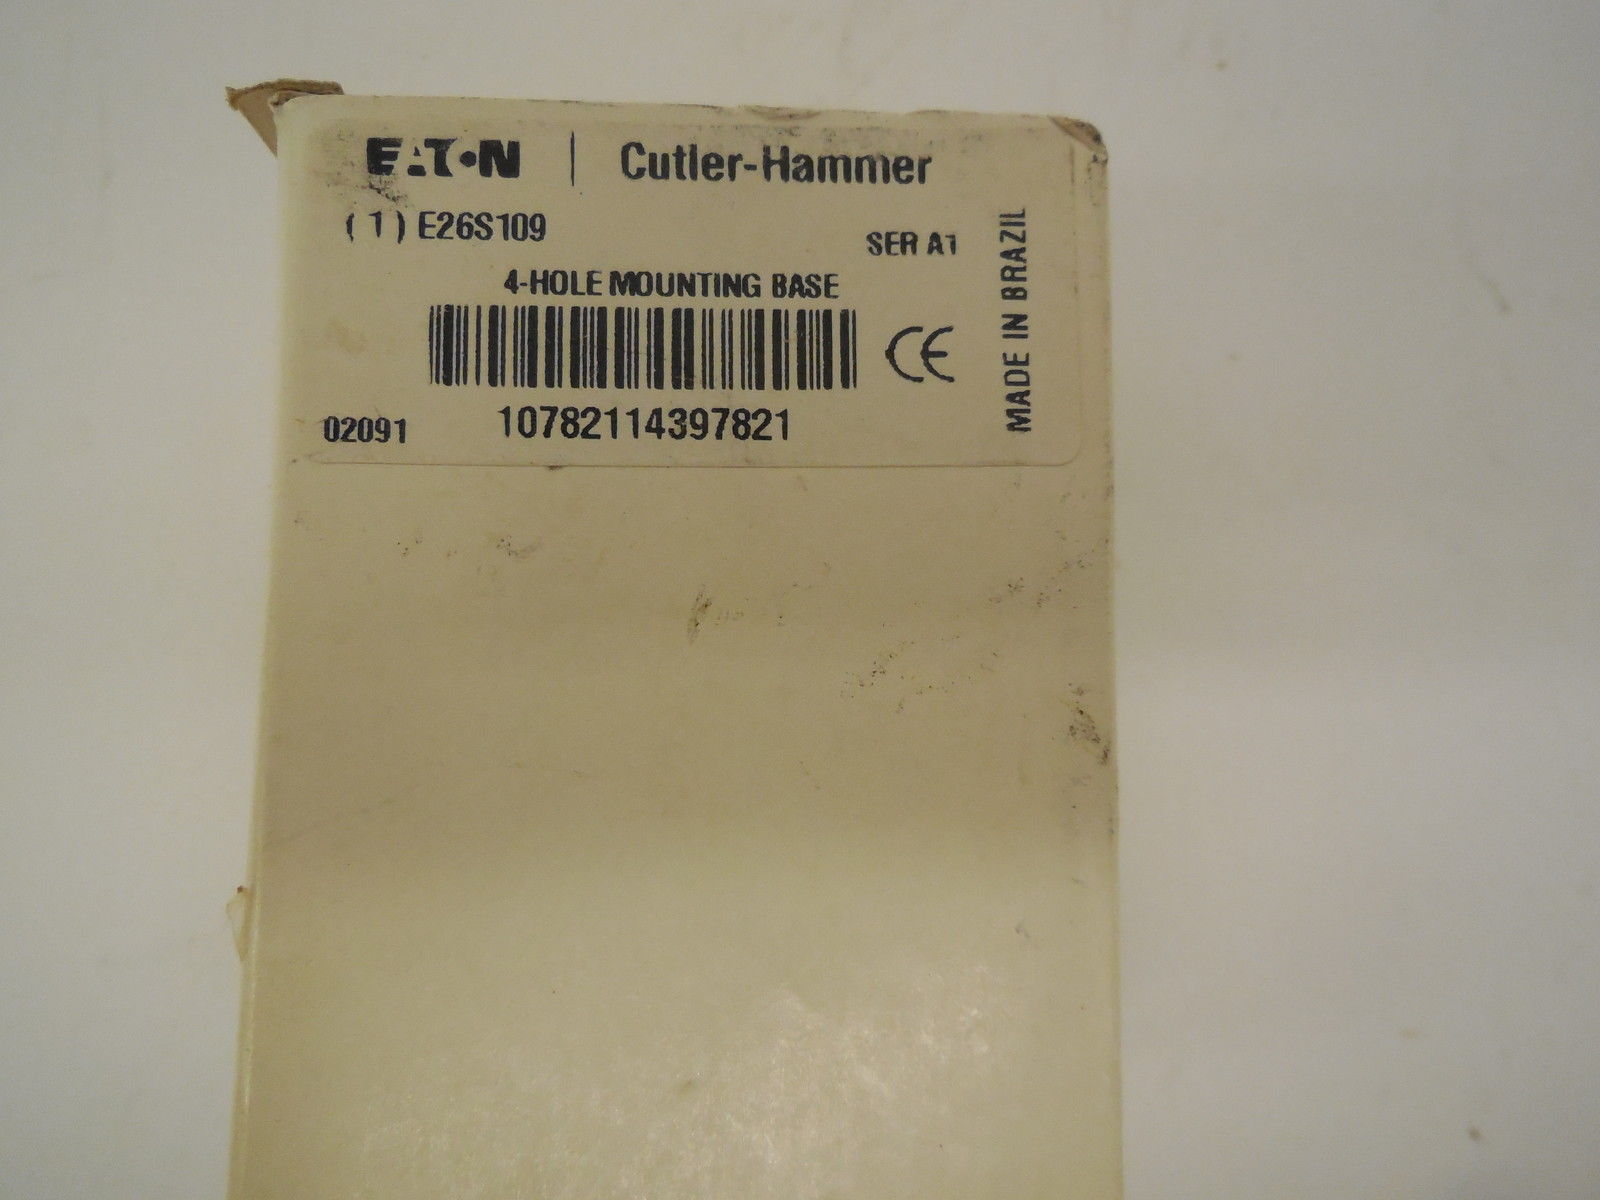 EATON | Cutler-Hammer
( 1 ) E26S109
SER A1
4-HOLE MOUNTING BASE
CE
MADE IN BRAZIL
02091
10782114397821